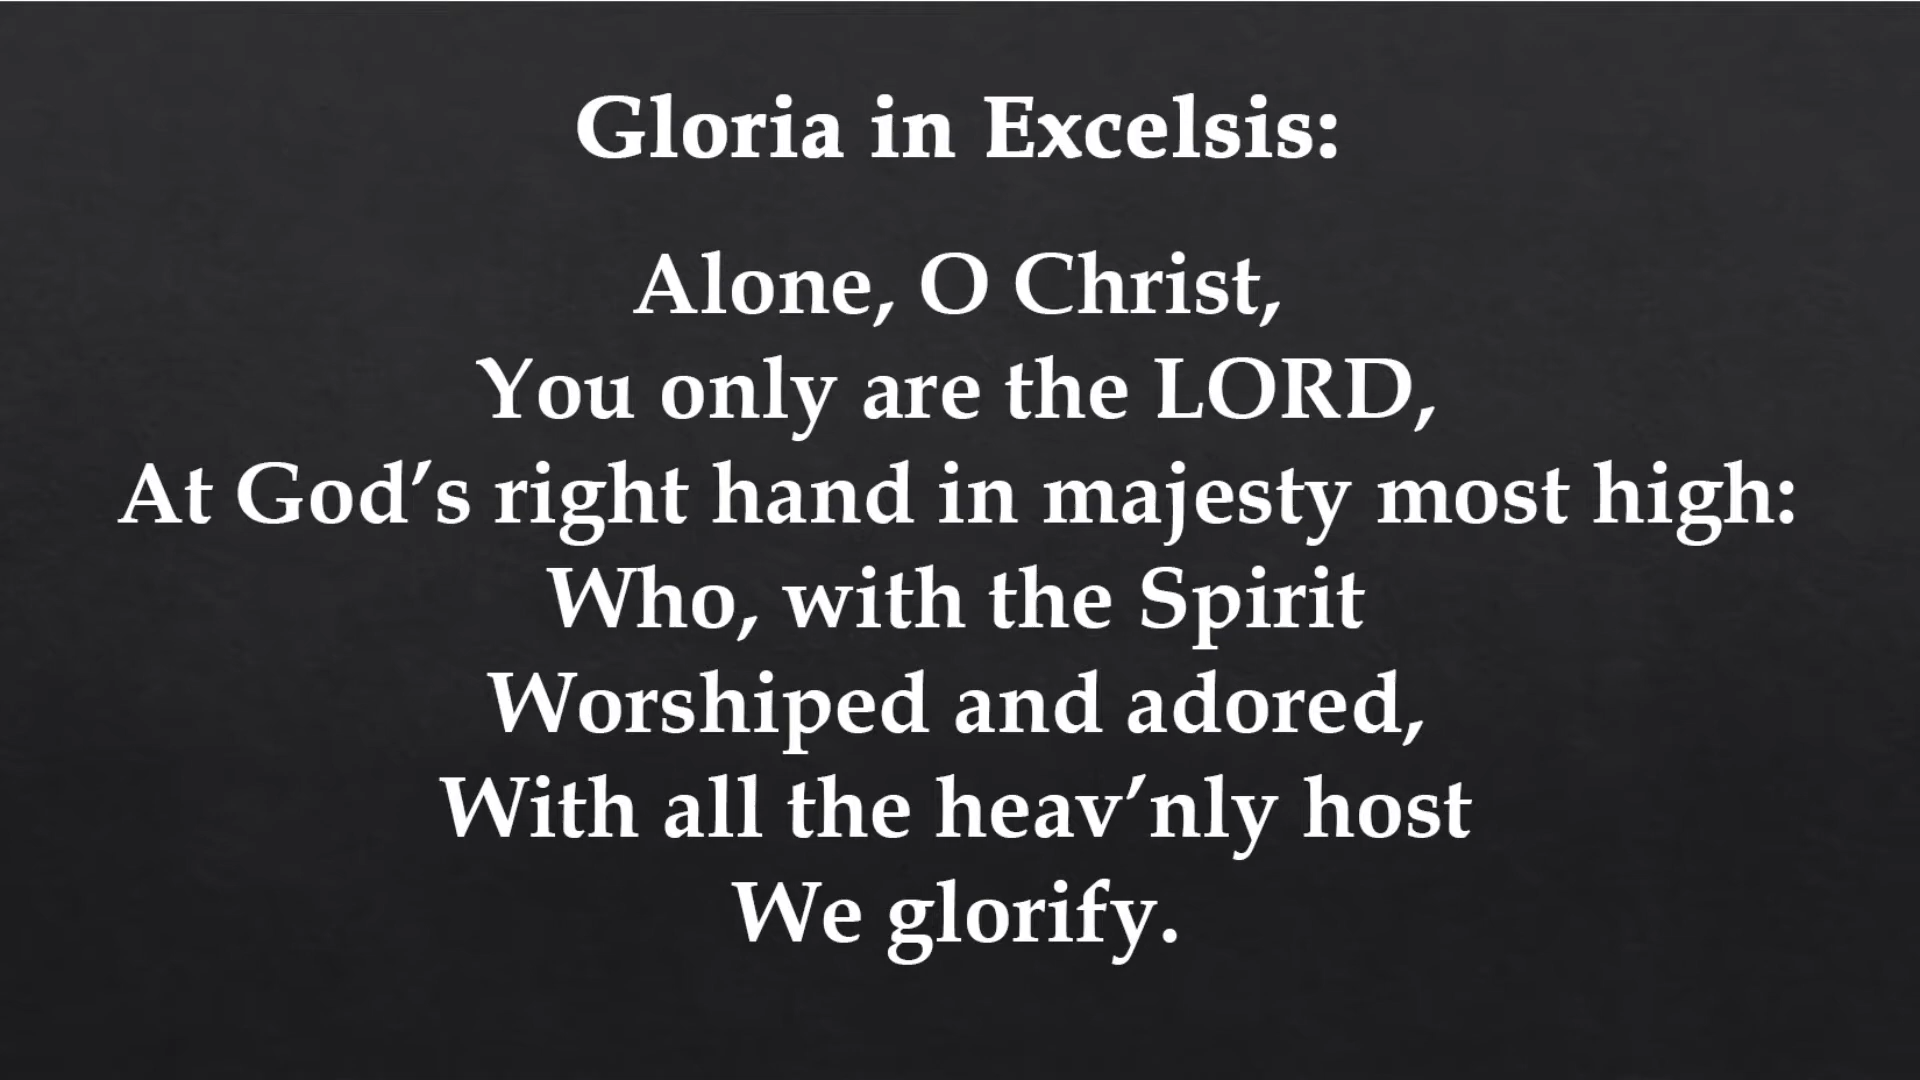 Gloria in Excelsis:
Alone, O Christ,
You only are the LORD,
At God’s right hand in majesty most high:
Who, with the Spirit
Worshiped and adored,
With all the heav’nly host
We glorify.